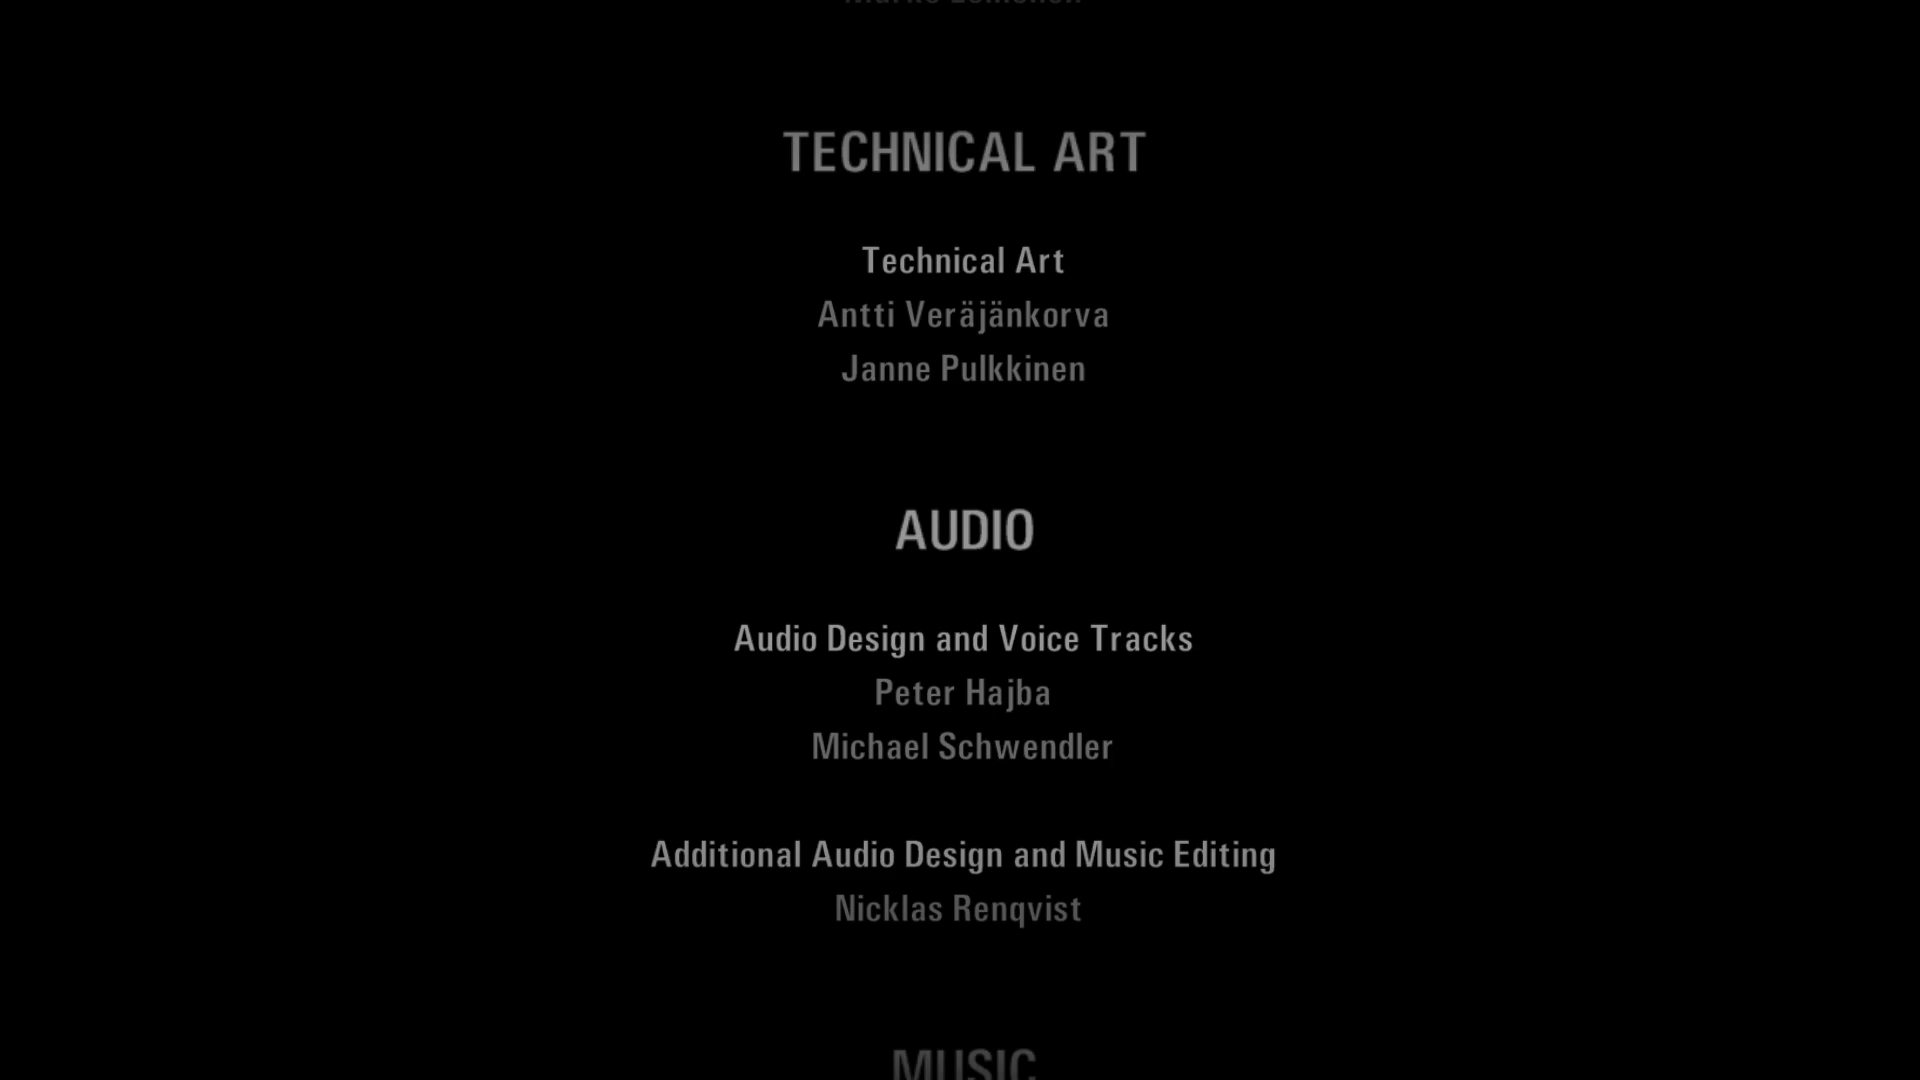 TECHNICAL ART
Technical Art
Antti Veräjänkorva
Janne Pulkkinen
AUDIO
Audio Design and Voice Tracks
Peter Hajba
Michael Schwendler
Additional Audio Design and Music Editing
Nicklas Renqvist
MUSIC